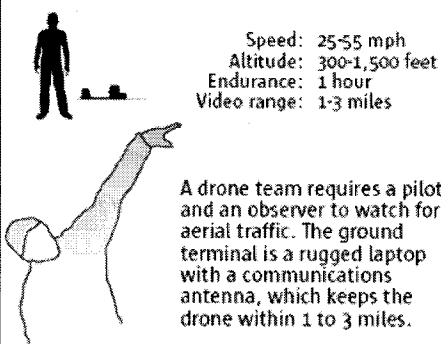 Speed: 25-55 mph
Altitude: 300-1,500 feet
Endurance: 1 hour
Video range: 1-3 miles
A drone team requires a pilot
and an observer to watch for
aerial traffic. The ground
terminal is a rugged laptop
with a communications
antenna, which keeps the
drone within 1 to 3 miles.